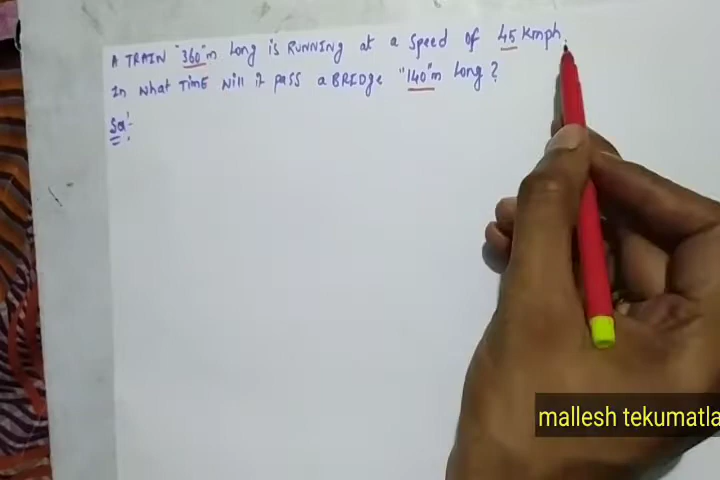 A TRAIN "360"m long is RUNNING at a speed of 45 kmph.
In what TIME will it pass a BRIDGE "140"m long?
Sol:-
mallesh tekumatla